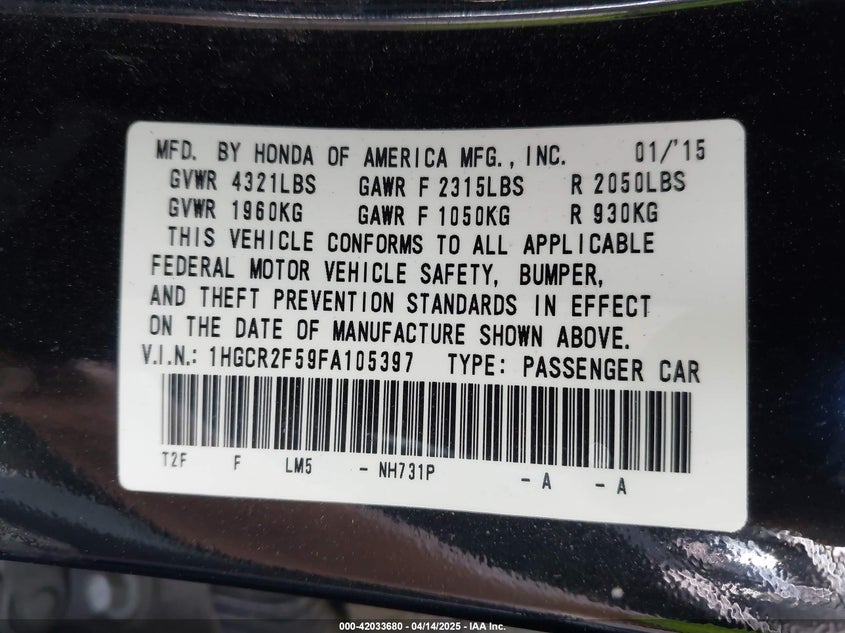 MFD. BY HONDA OF AMERICA MFG., INC. 01/'15
GVWR 4321LBS GAWR F 2315LBS R 2050LBS
GVWR 1960KG GAWR F 1050KG R 930KG
THIS VEHICLE CONFORMS TO ALL APPLICABLE
FEDERAL MOTOR VEHICLE SAFETY, BUMPER,
AND THEFT PREVENTION STANDARDS IN EFFECT
ON THE DATE OF MANUFACTURE SHOWN ABOVE.
V.I.N.: 1HGCR2F59FA105397 TYPE: PASSENGER CAR
T2F F LM5 - NH731P - A - A
000-42033680 - 04/14/2025 - IAA Inc.